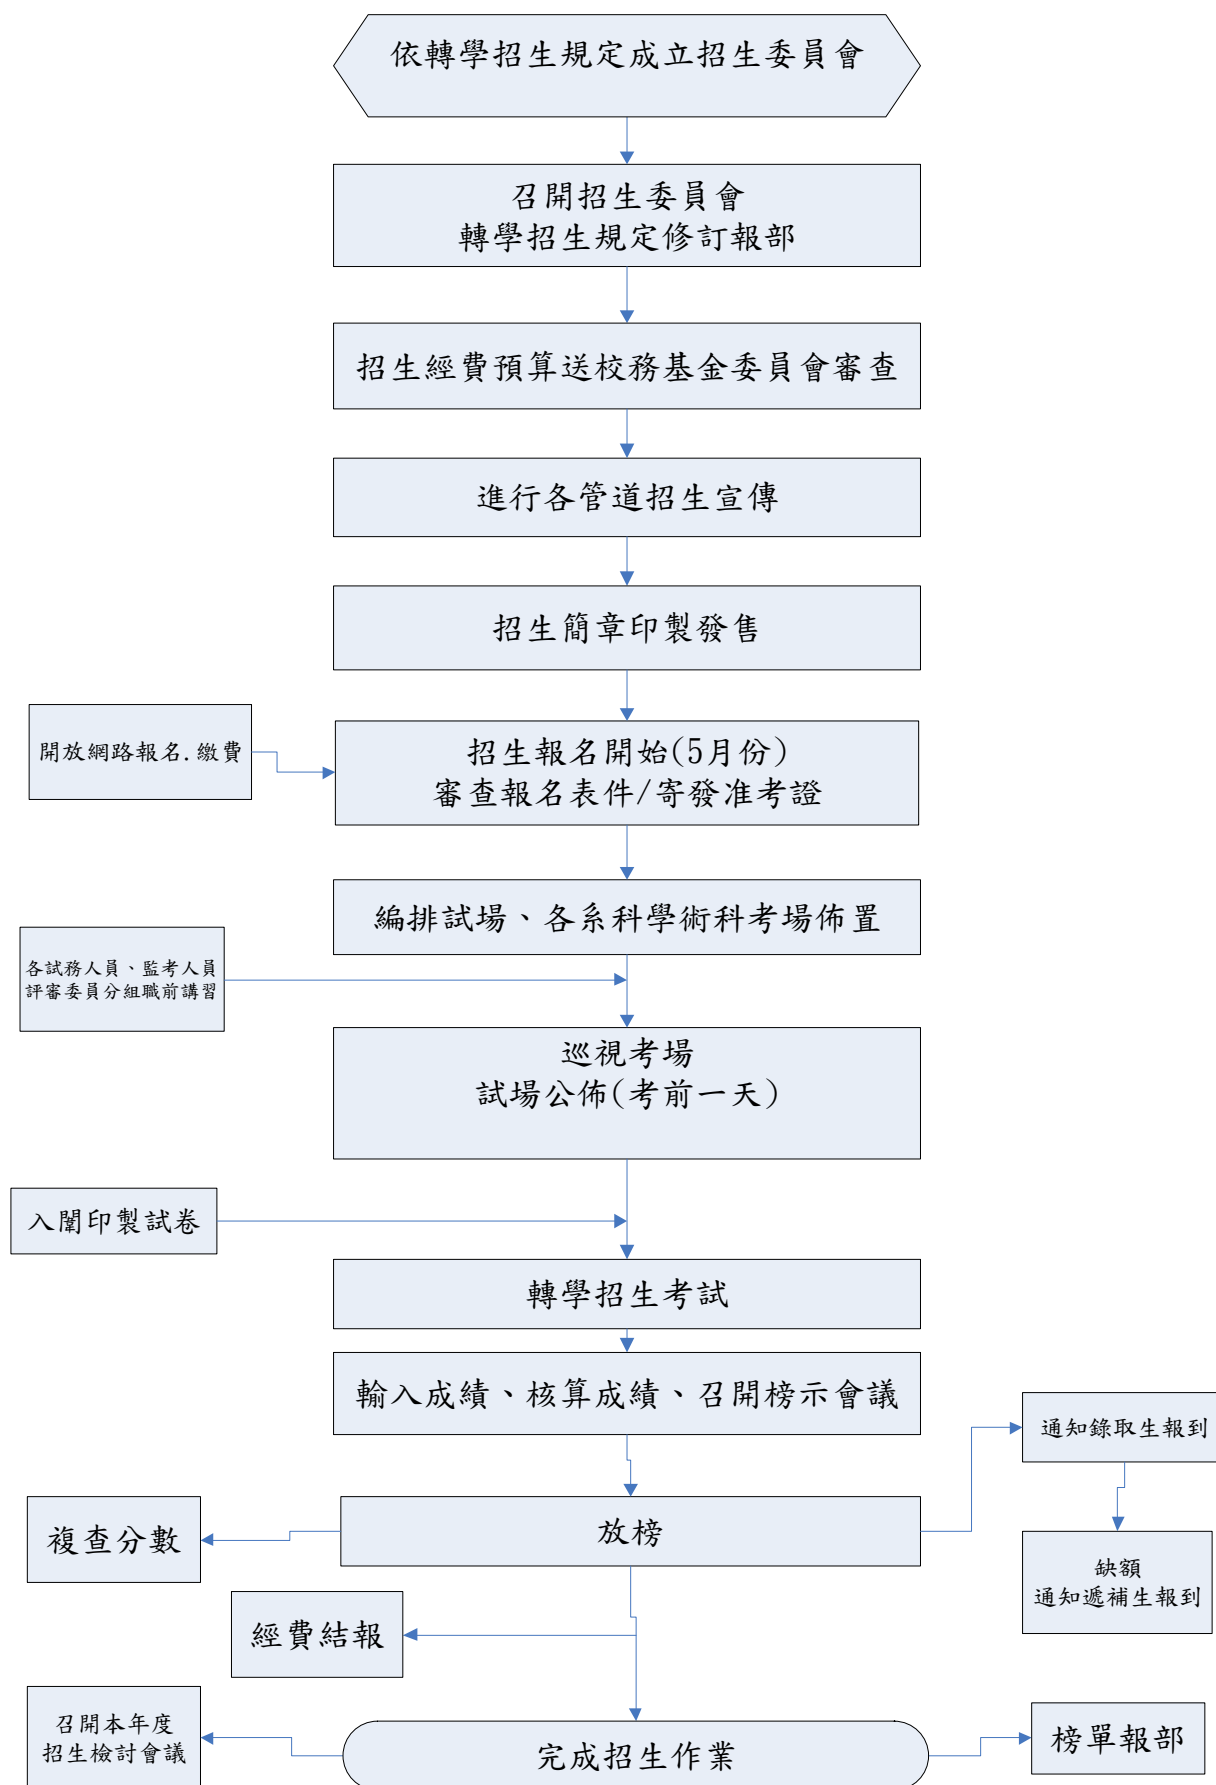 依轉學招生規定成立招生委員會
召開招生委員會
轉學招生規定修訂報部
招生經費預算送校務基金委員會審查
進行各管道招生宣傳
招生簡章印製發售
開放網路報名.繳費
招生報名開始(5月份)
審查報名表件/寄發准考證
編排試場、各系科學術科考場佈置
各試務人員、監考人員
評審委員分組職前講習
巡視考場
試場公佈(考前一天)
入闈印製試卷
轉學招生考試
輸入成績、核算成績、召開榜示會議
通知錄取生報到
複查分數
放榜
缺額
通知遞補生報到
經費結報
召開本年度
招生檢討會議
完成招生作業
榜單報部